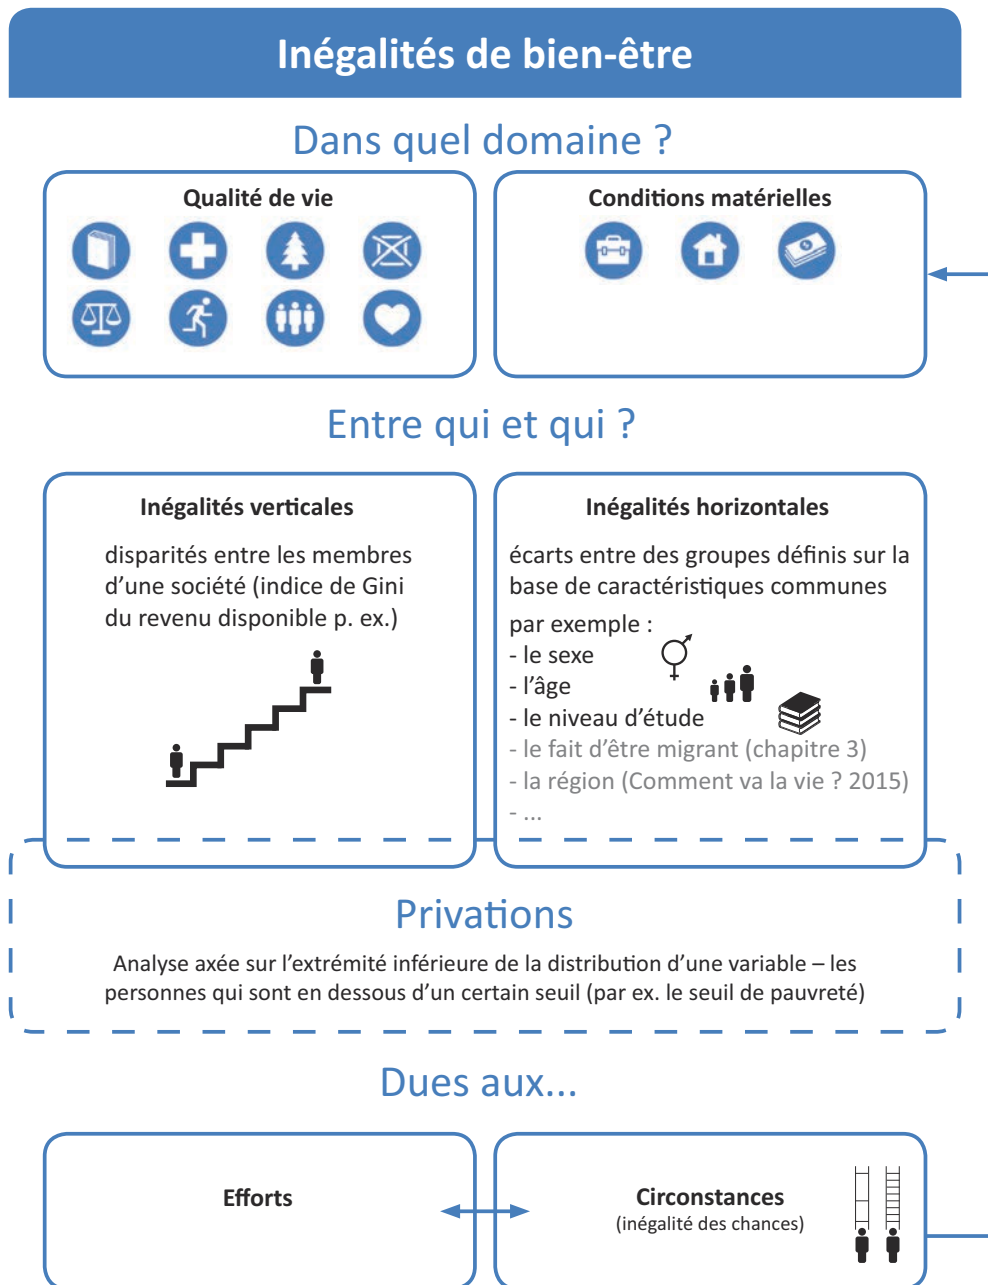 Inégalités de bien-être
Dans quel domaine ?
Qualité de vie
Conditions matérielles
Entre qui et qui ?
Inégalités verticales
disparités entre les membres
d'une société (indice de Gini
du revenu disponible p. ex.)
Inégalités horizontales
écarts entre des groupes définis sur la
base de caractéristiques communes
par exemple :
- le sexe
- l'âge
- le niveau d'étude
- le fait d'être migrant (chapitre 3)
- la région (Comment va la vie ? 2015)
- ...
Privations
Analyse axée sur l'extrémité inférieure de la distribution d'une variable – les
personnes qui sont en dessous d'un certain seuil (par ex. le seuil de pauvreté)
Dues aux...
Efforts
Circonstances
(inégalité des chances)